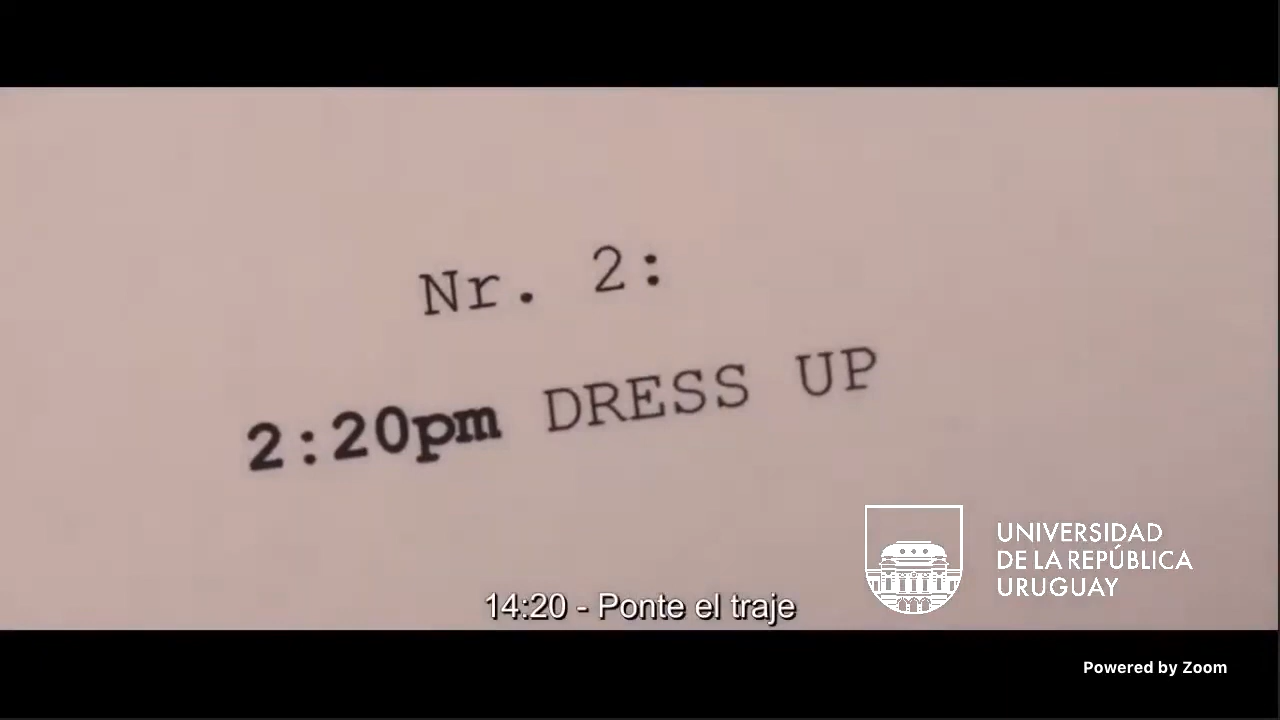 Nr. 2:
2:20pm DRESS UP
UNIVERSIDAD
DE LA REPÚBLICA
URUGUAY
14:20 - Ponte el traje
Powered by Zoom